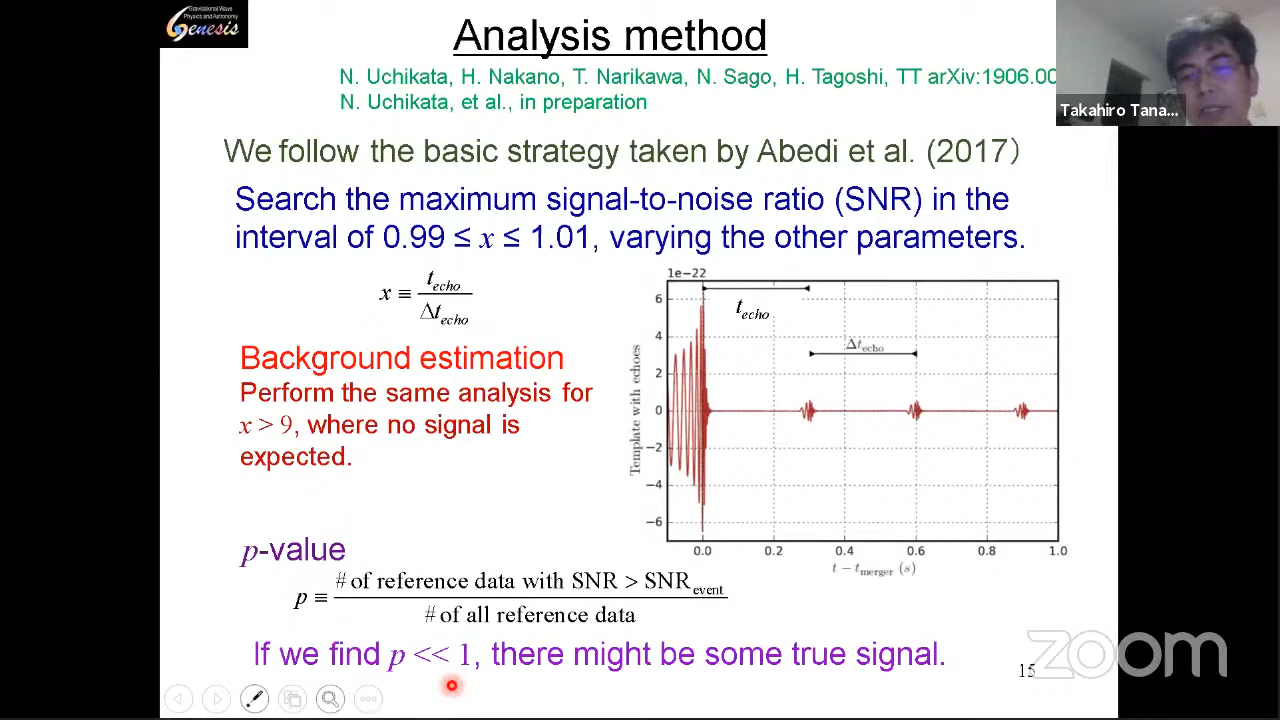 Gravitational Wave
Physics and Astronomy
Genesis
Analysis method
N. Uchikata, H. Nakano, T. Narikawa, N. Sago, H. Tagoshi, TT arXiv:1906.00
N. Uchikata, et al., in preparation
Takahiro Tana...
We follow the basic strategy taken by Abedi et al. (2017）
Search the maximum signal-to-noise ratio (SNR) in the
interval of 0.99 ≤ x ≤ 1.01, varying the other parameters.
x ≡ t_echo / Δt_echo
Background estimation
Perform the same analysis for
x > 9, where no signal is
expected.
1e−22
t_echo
Δt_echo
Template with echoes
6
4
2
0
−2
−4
−6
0.0 0.2 0.4 0.6 0.8 1.0
t − t_merger (s)
p-value
p ≡ # of reference data with SNR > SNR_event / # of all reference data
If we find p << 1, there might be some true signal.
15
zoom